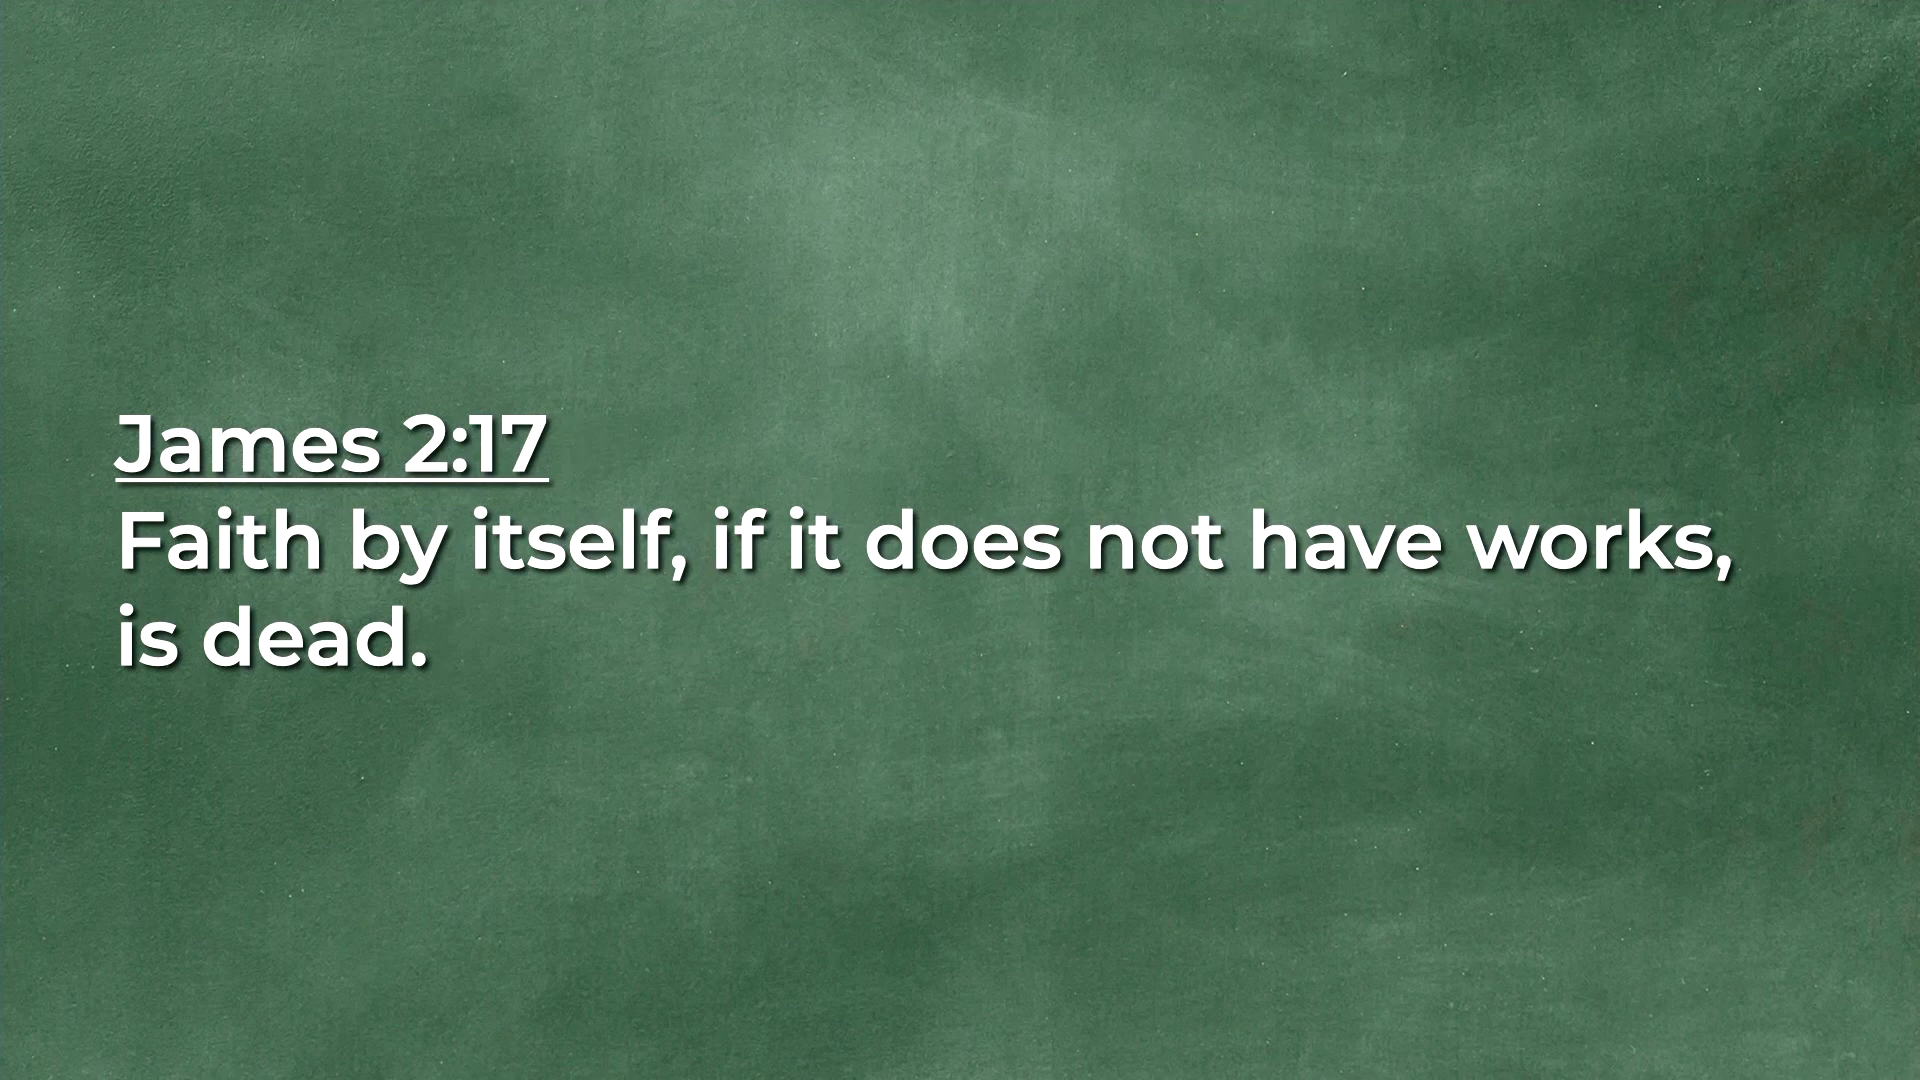 James 2:17
Faith by itself, if it does not have works,
is dead.